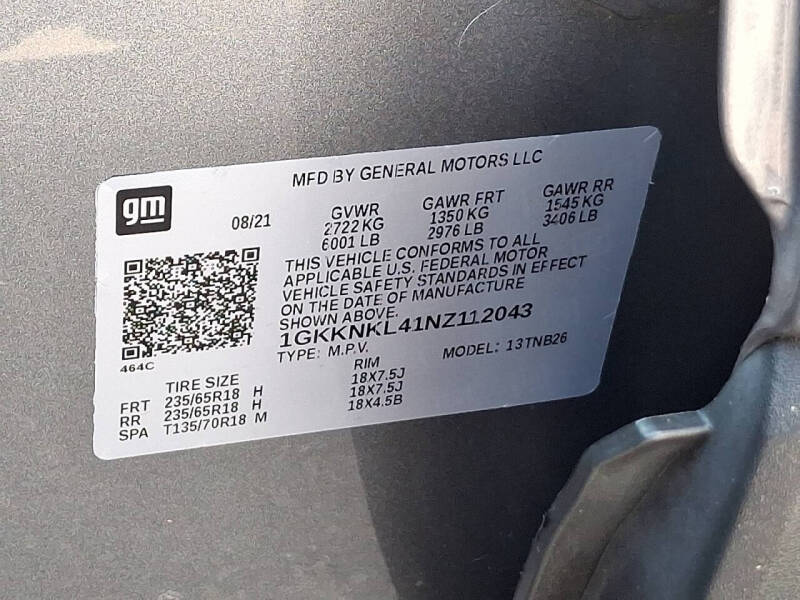 gm
MFD BY GENERAL MOTORS LLC
08/21
GVWR
2722 KG
6001 LB
GAWR FRT
1350 KG
2976 LB
GAWR RR
1545 KG
3406 LB
THIS VEHICLE CONFORMS TO ALL
APPLICABLE U.S. FEDERAL MOTOR
VEHICLE SAFETY STANDARDS IN EFFECT
ON THE DATE OF MANUFACTURE
SHOWN ABOVE.
1GKKNKL41NZ112043
TYPE: M.P.V. MODEL: 13TNB26
464C
TIRE SIZE RIM
FRT 235/65R18 H 18X7.5J
RR 235/65R18 H 18X7.5J
SPA T135/70R18 M 18X4.5B